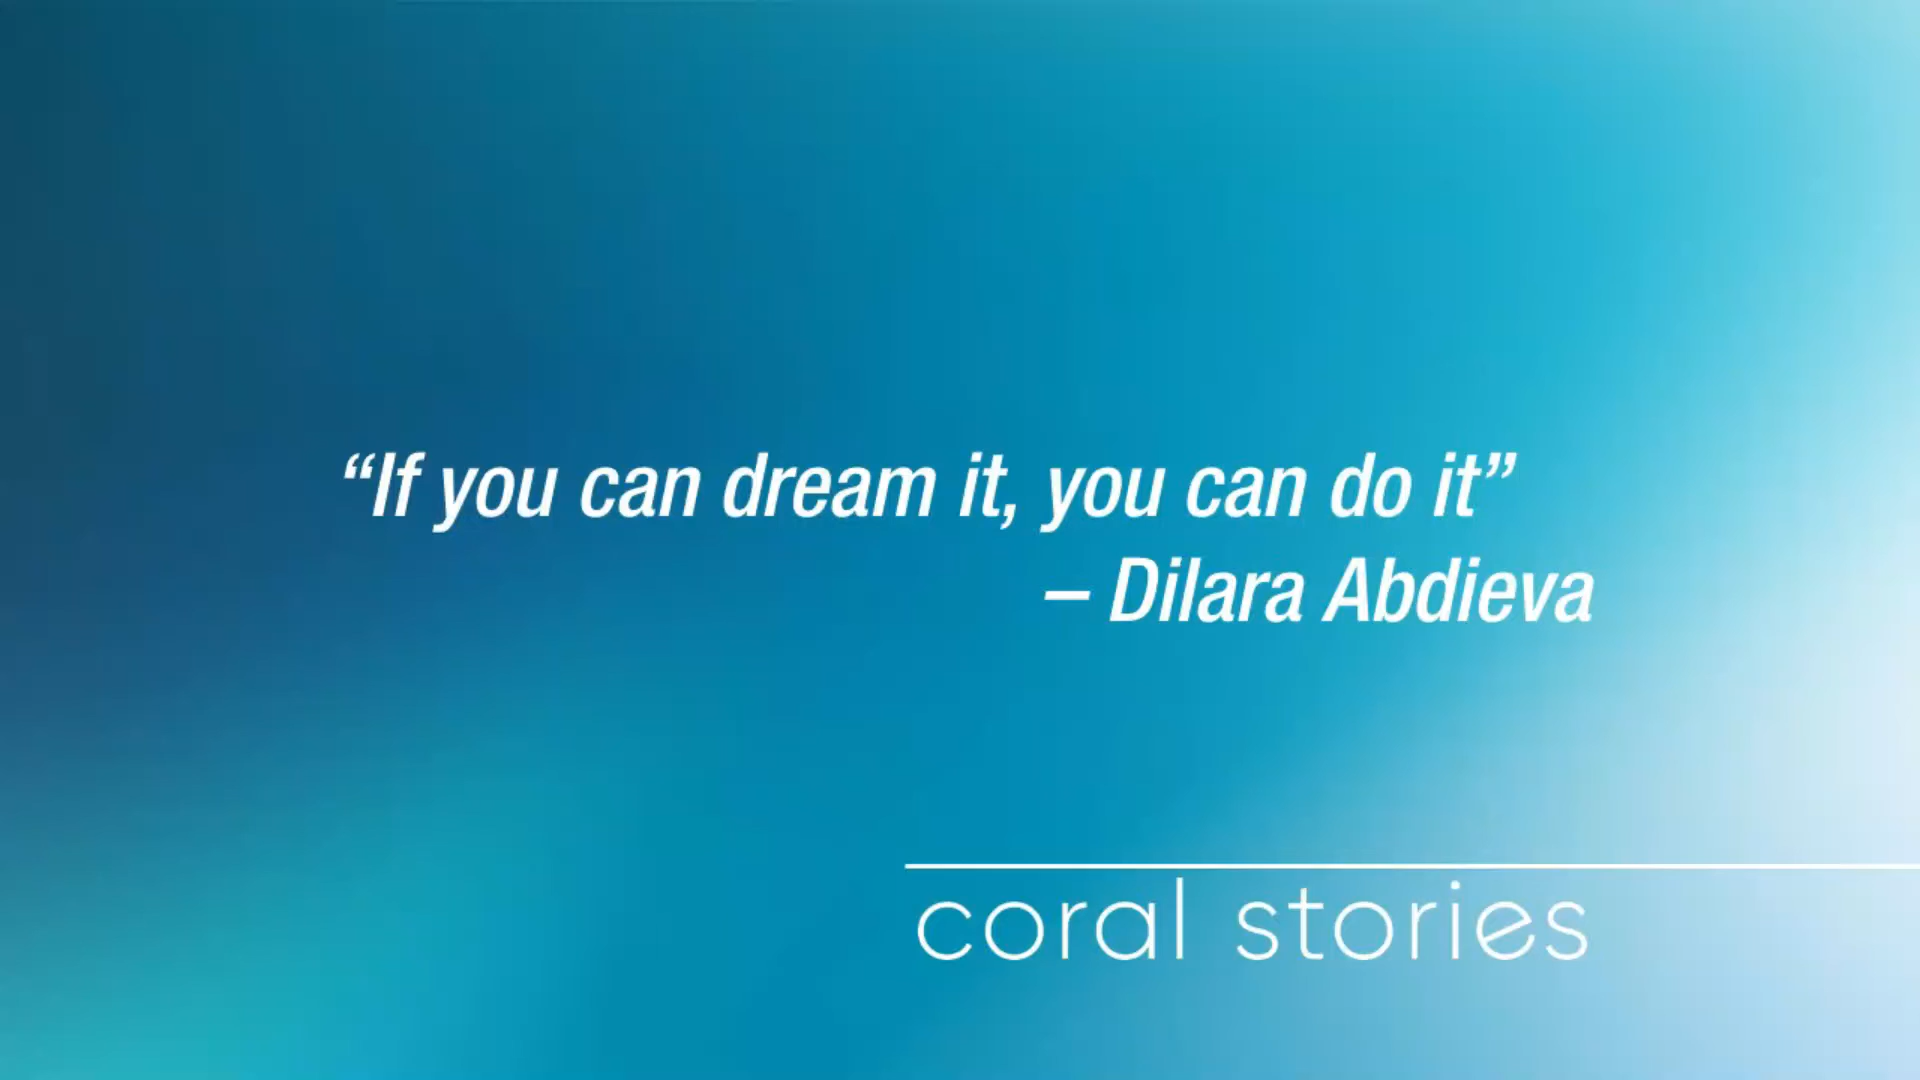 “If you can dream it, you can do it”
– Dilara Abdieva
coral stories